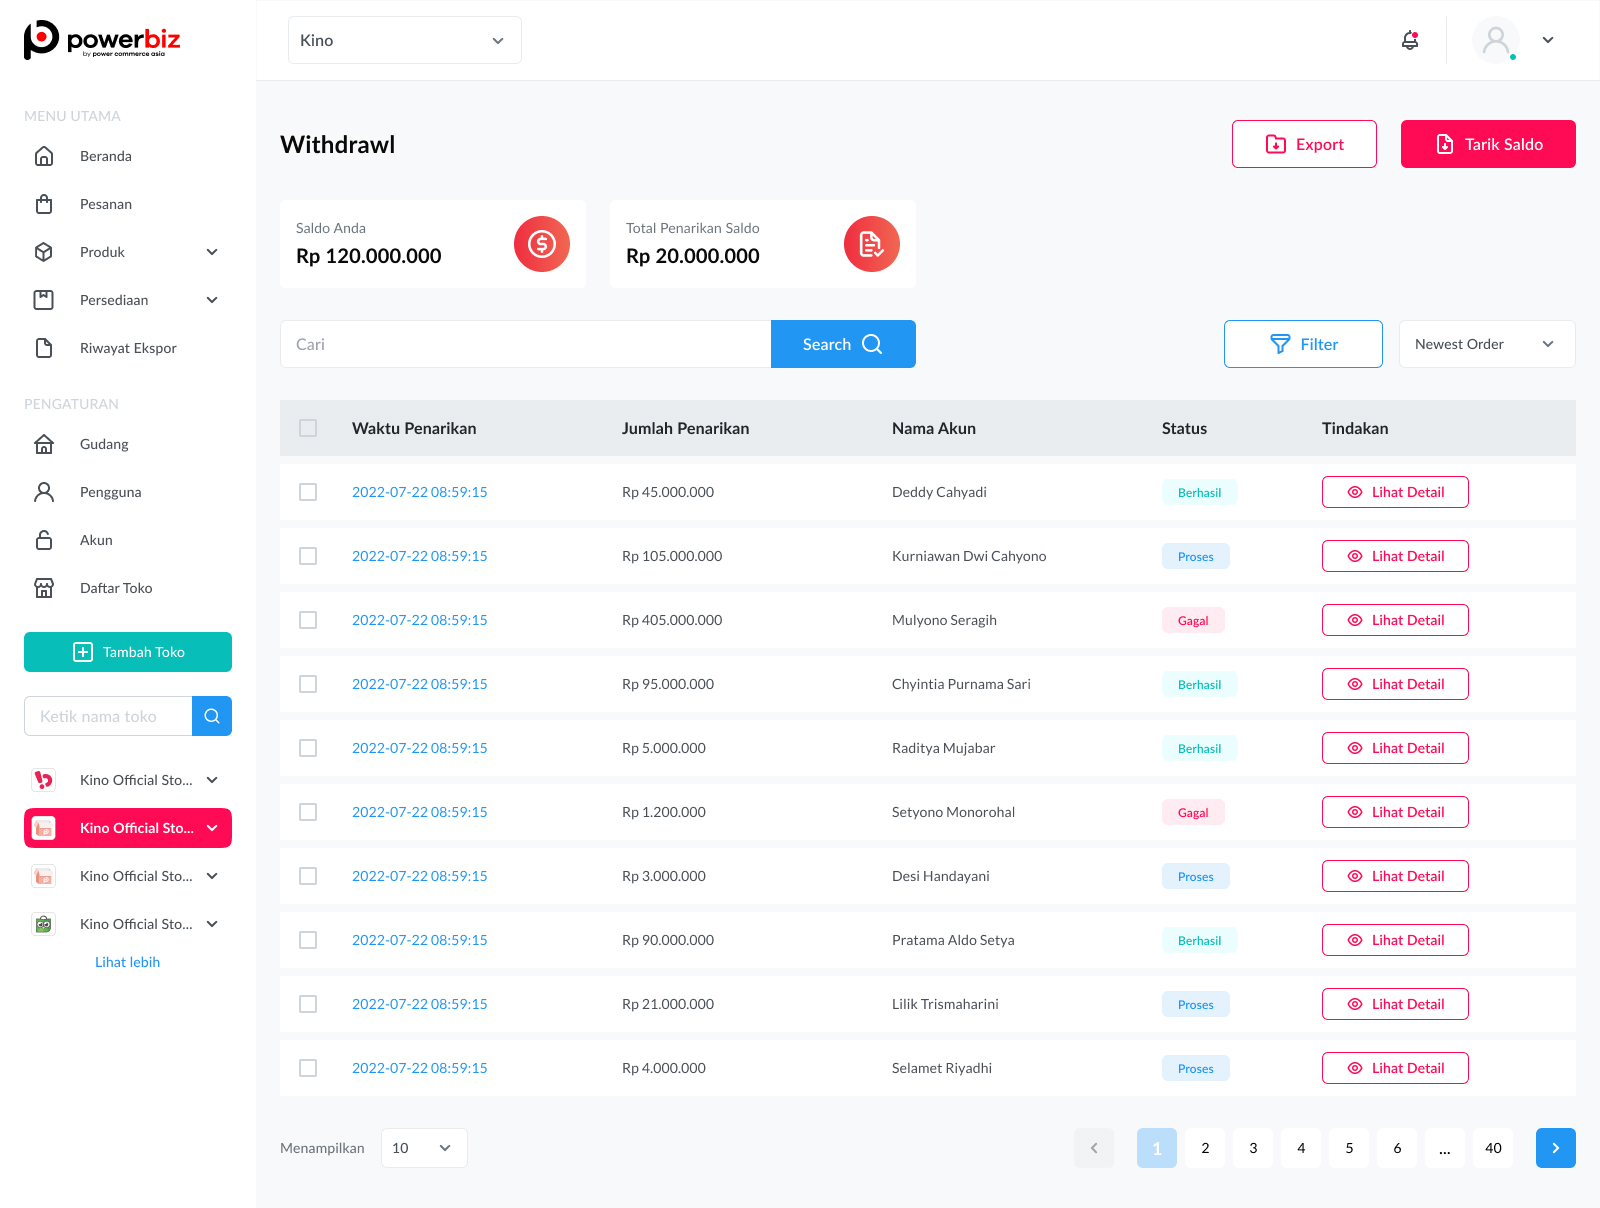 powerbiz
by power commerce asia
MENU UTAMA
Beranda
Pesanan
Produk
Persediaan
Riwayat Ekspor
PENGATURAN
Gudang
Pengguna
Akun
Daftar Toko
Tambah Toko
Ketik nama toko
Kino Official Sto...
Kino Official Sto...
Kino Official Sto...
Kino Official Sto...
Lihat lebih
Kino
Withdrawl
Export
Tarik Saldo
Saldo Anda
Rp 120.000.000
Total Penarikan Saldo
Rp 20.000.000
Cari
Search
Filter
Newest Order
Waktu Penarikan Jumlah Penarikan Nama Akun Status Tindakan
2022-07-22 08:59:15 Rp 45.000.000 Deddy Cahyadi Berhasil Lihat Detail
2022-07-22 08:59:15 Rp 105.000.000 Kurniawan Dwi Cahyono Proses Lihat Detail
2022-07-22 08:59:15 Rp 405.000.000 Mulyono Seragih Gagal Lihat Detail
2022-07-22 08:59:15 Rp 95.000.000 Chyintia Purnama Sari Berhasil Lihat Detail
2022-07-22 08:59:15 Rp 5.000.000 Raditya Mujabar Berhasil Lihat Detail
2022-07-22 08:59:15 Rp 1.200.000 Setyono Monorohal Gagal Lihat Detail
2022-07-22 08:59:15 Rp 3.000.000 Desi Handayani Proses Lihat Detail
2022-07-22 08:59:15 Rp 90.000.000 Pratama Aldo Setya Berhasil Lihat Detail
2022-07-22 08:59:15 Rp 21.000.000 Lilik Trismaharini Proses Lihat Detail
2022-07-22 08:59:15 Rp 4.000.000 Selamet Riyadhi Proses Lihat Detail
Menampilkan 10 1 2 3 4 5 6 ... 40